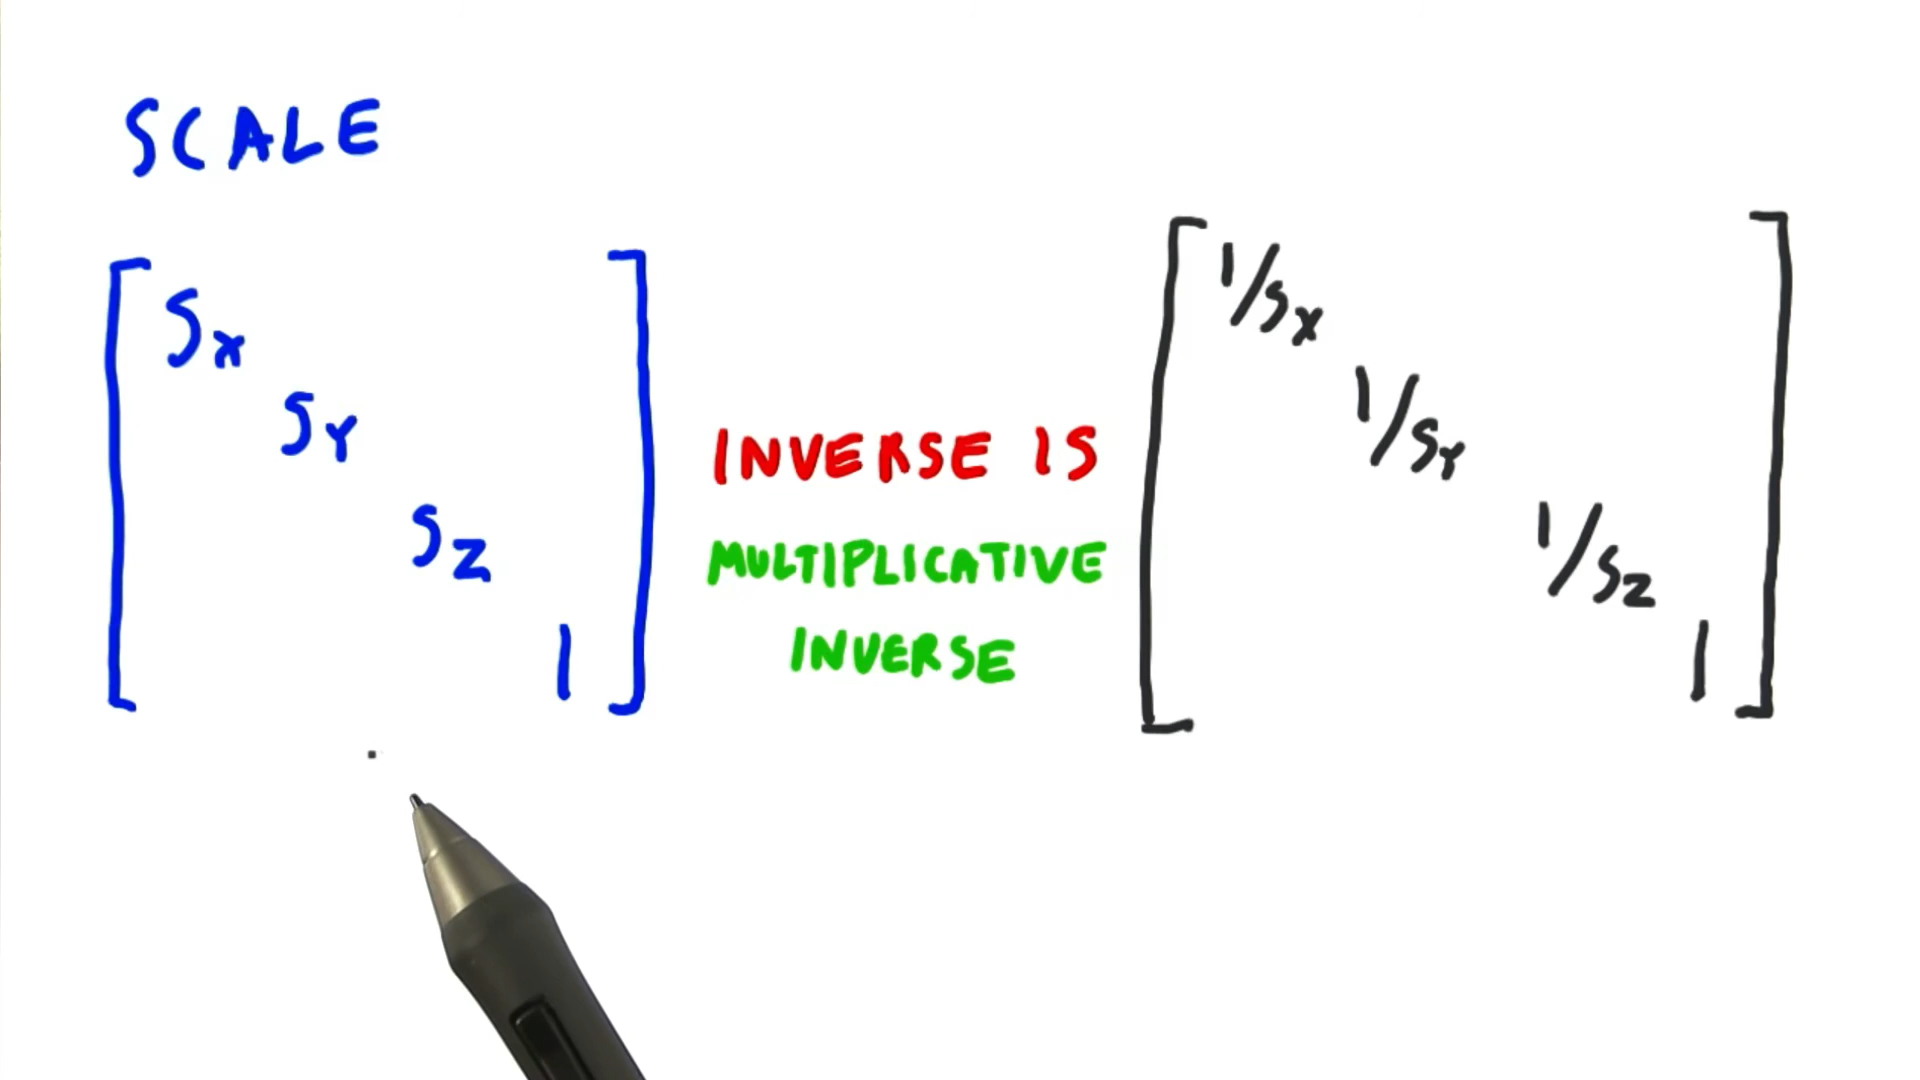 SCALE
Sx
Sy
Sz
1
INVERSE IS
MULTIPLICATIVE
INVERSE
1/Sx
1/Sy
1/Sz
1